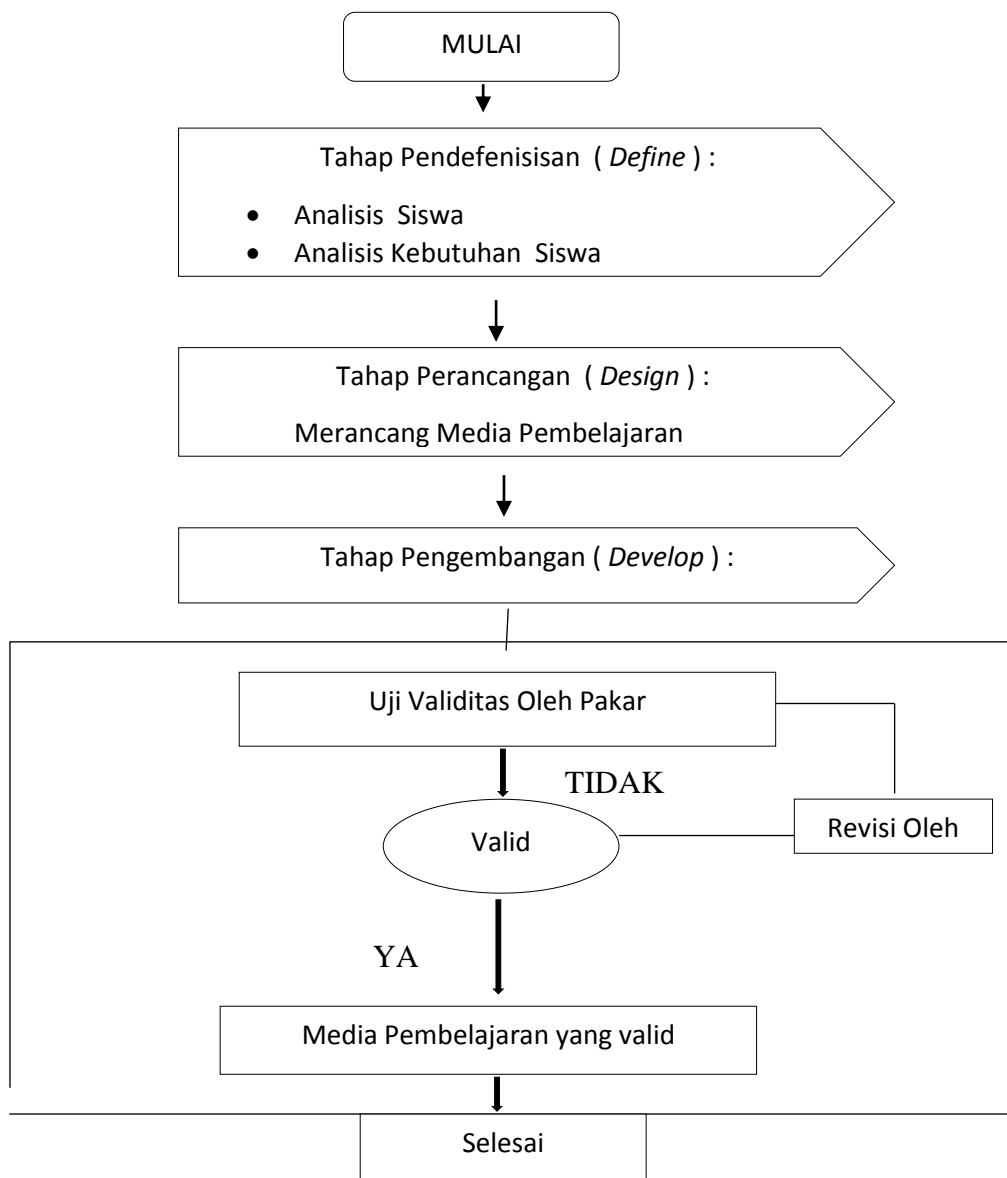 MULAI
Tahap Pendefenisisan ( Define ) :
• Analisis Siswa
• Analisis Kebutuhan Siswa
Tahap Perancangan ( Design ) :
Merancang Media Pembelajaran
Tahap Pengembangan ( Develop ) :
Uji Validitas Oleh Pakar
TIDAK
Valid
Revisi Oleh
YA
Media Pembelajaran yang valid
Selesai